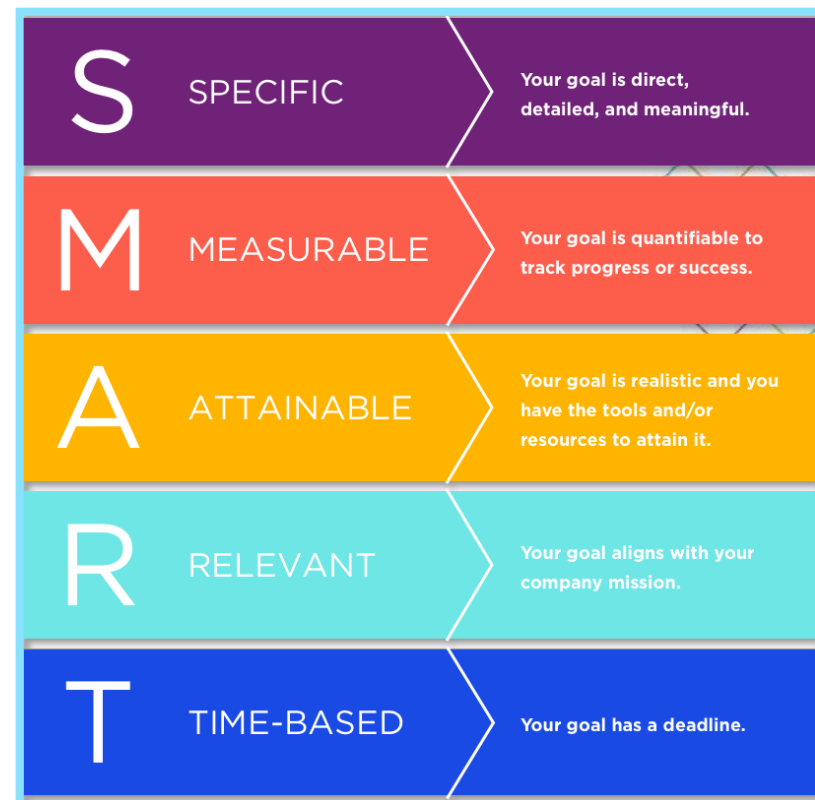 S
SPECIFIC
Your goal is direct,
detailed, and meaningful.
M
MEASURABLE
Your goal is quantifiable to
track progress or success.
A
ATTAINABLE
Your goal is realistic and you
have the tools and/or
resources to attain it.
R
RELEVANT
Your goal aligns with your
company mission.
T
TIME-BASED
Your goal has a deadline.